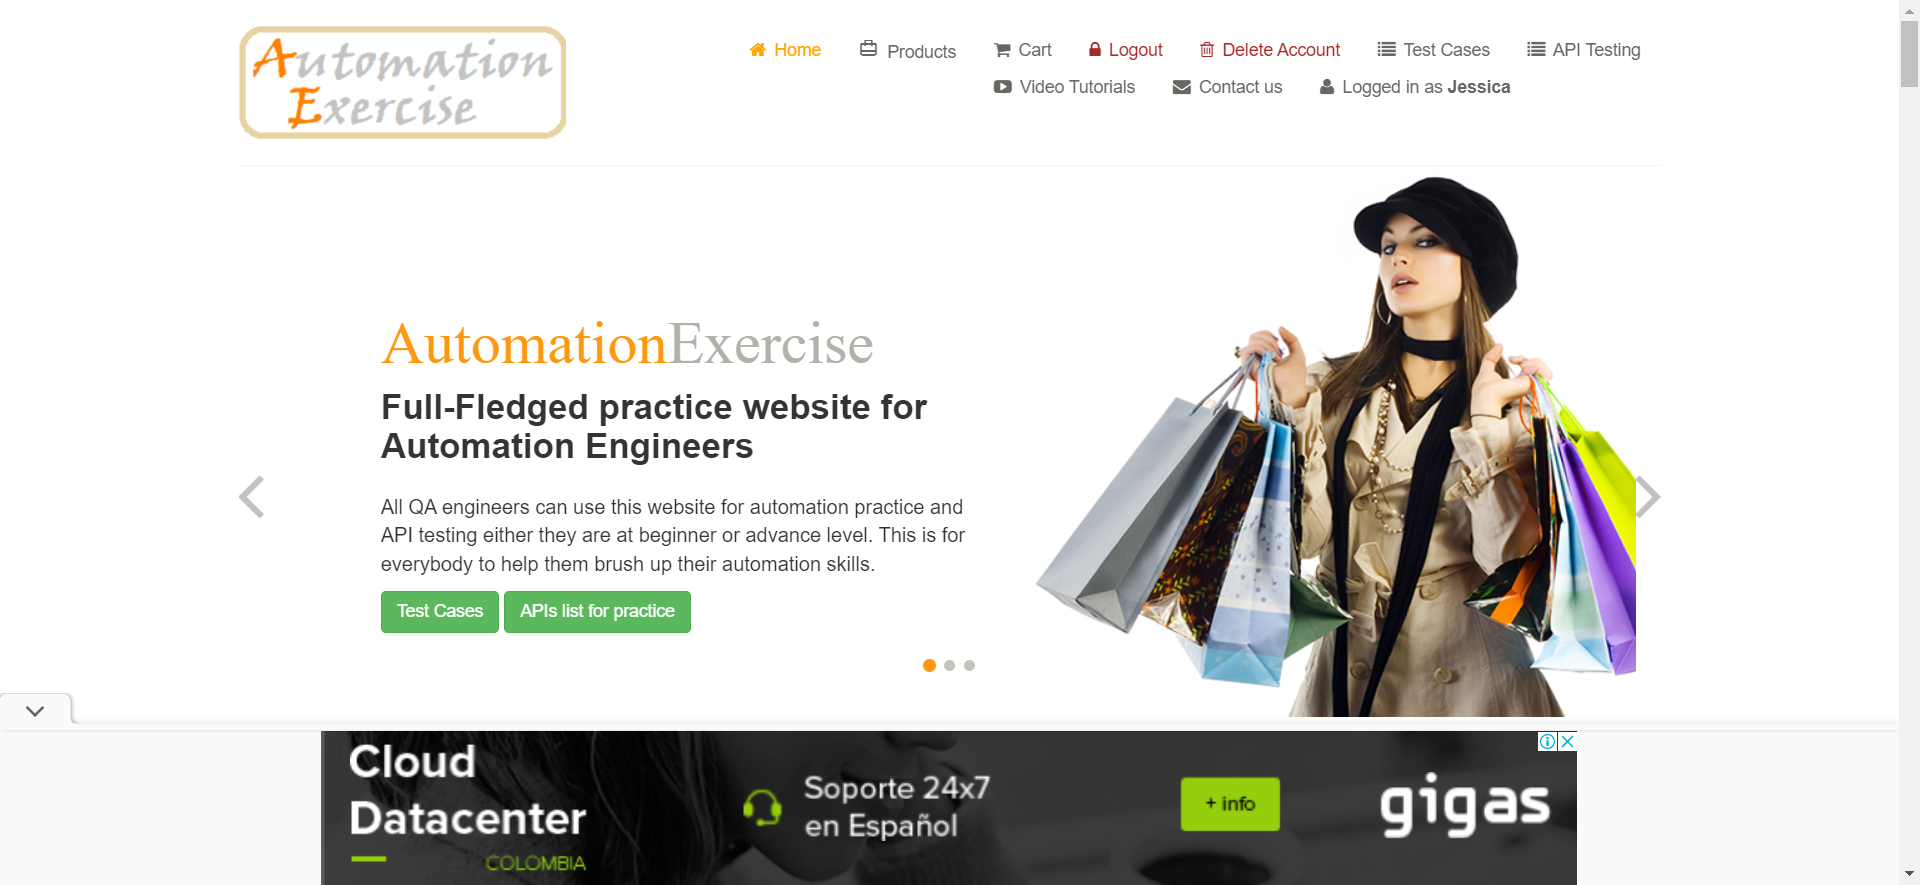 Automation
Exercise
Home
Products
Cart
Logout
Delete Account
Test Cases
API Testing
Video Tutorials
Contact us
Logged in as Jessica
AutomationExercise
Full-Fledged practice website for
Automation Engineers
All QA engineers can use this website for automation practice and
API testing either they are at beginner or advance level. This is for
everybody to help them brush up their automation skills.
Test Cases
APIs list for practice
Cloud
Datacenter
COLOMBIA
Soporte 24x7
en Español
+ info
gigas